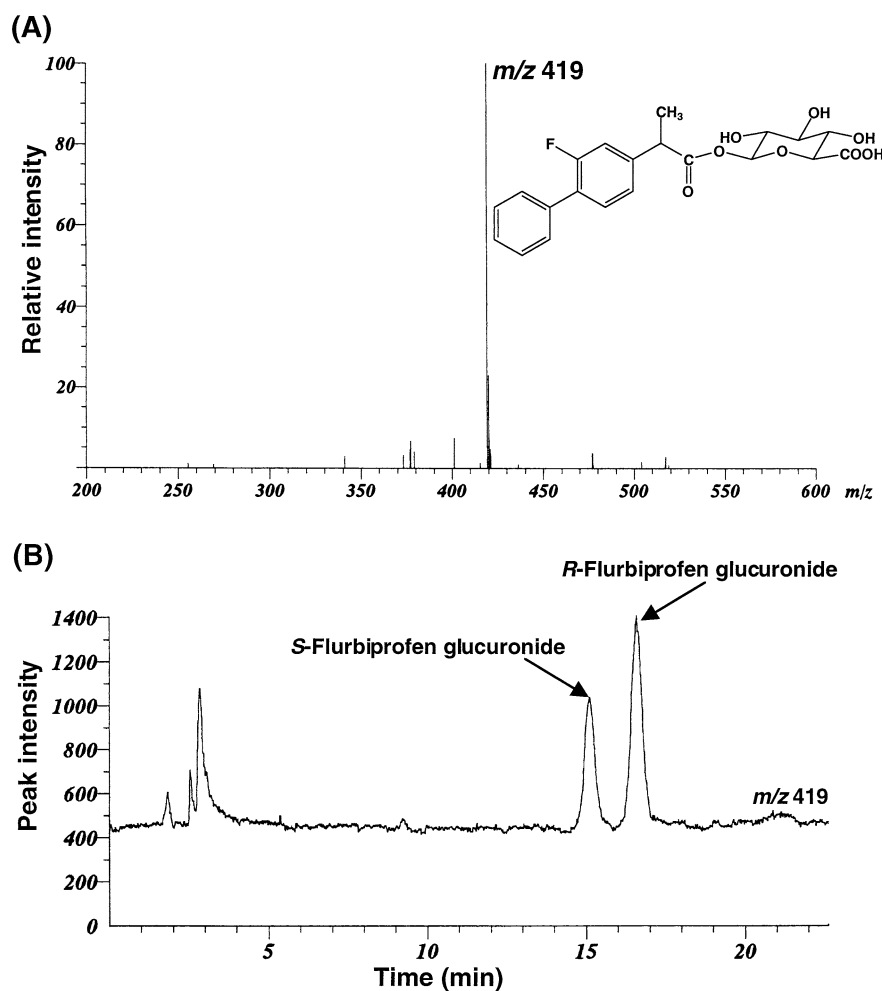 (A)
100
80
60
40
20
Relative intensity
m/z 419
CH3
F
C
O
O
HO
OH
OH
O
COOH
200 250 300 350 400 450 500 550 600 m/z
(B)
R-Flurbiprofen glucuronide
S-Flurbiprofen glucuronide
1400
1200
1000
800
600
400
200
0
Peak intensity
m/z 419
5 10 15 20
Time (min)